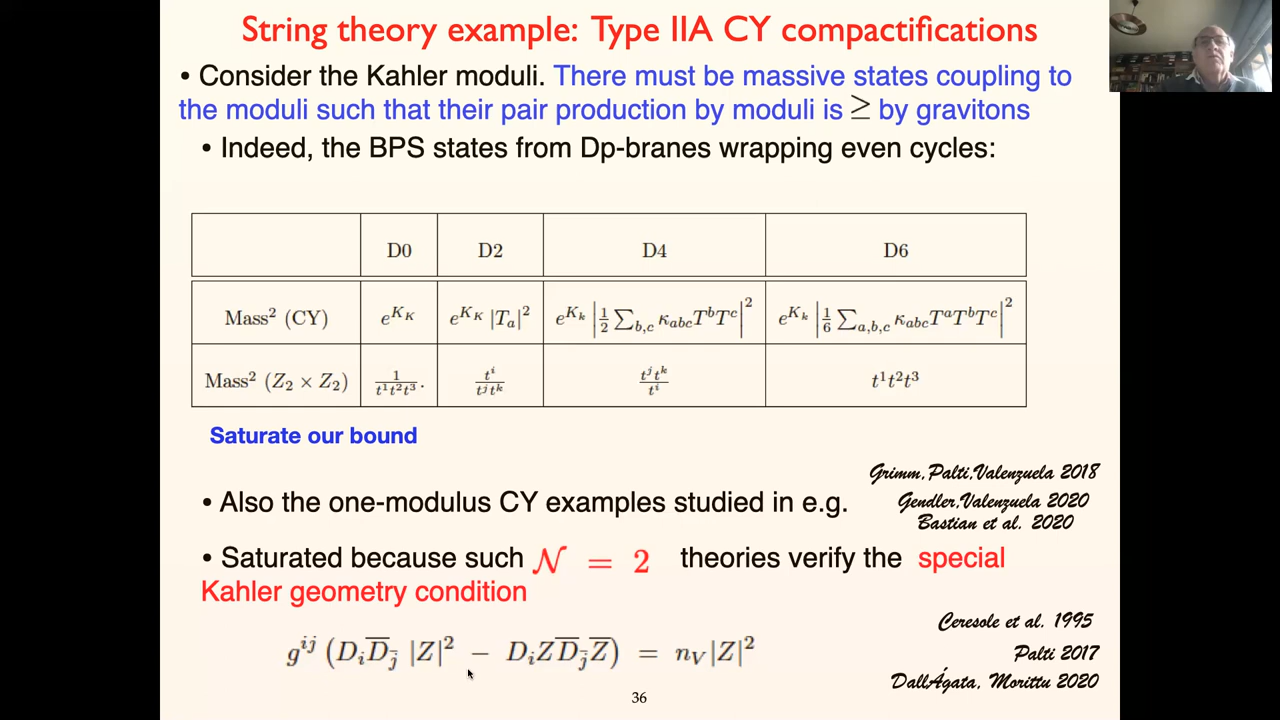 String theory example: Type IIA CY compactifications
• Consider the Kahler moduli. There must be massive states coupling to
the moduli such that their pair production by moduli is ≥ by gravitons
• Indeed, the BPS states from Dp-branes wrapping even cycles:
D0 D2 D4 D6
Mass² (CY) e^{K_K} e^{K_K} |T_a|² e^{K_k} |1/2 ∑_{b,c} κ_{abc}T^bT^c|² e^{K_k} |1/6 ∑_{a,b,c} κ_{abc}T^aT^bT^c|²
Mass² (Z₂ × Z₂) 1/(t¹t²t³). t^i/(t^jt^k) t^jt^k/t^i t¹t²t³
Saturate our bound
Grimm,Palti,Valenzuela 2018
• Also the one-modulus CY examples studied in e.g. Gendler,Valenzuela 2020
Bastian et al. 2020
• Saturated because such 𝒩 = 2 theories verify the special
Kahler geometry condition
Ceresole et al. 1995
g^{ij} (D_i D̅_j̅ |Z|² − D_iZ D̅_j̅ Z̅) = n_V|Z|² Palti 2017
DallÁgata, Morittu 2020
36